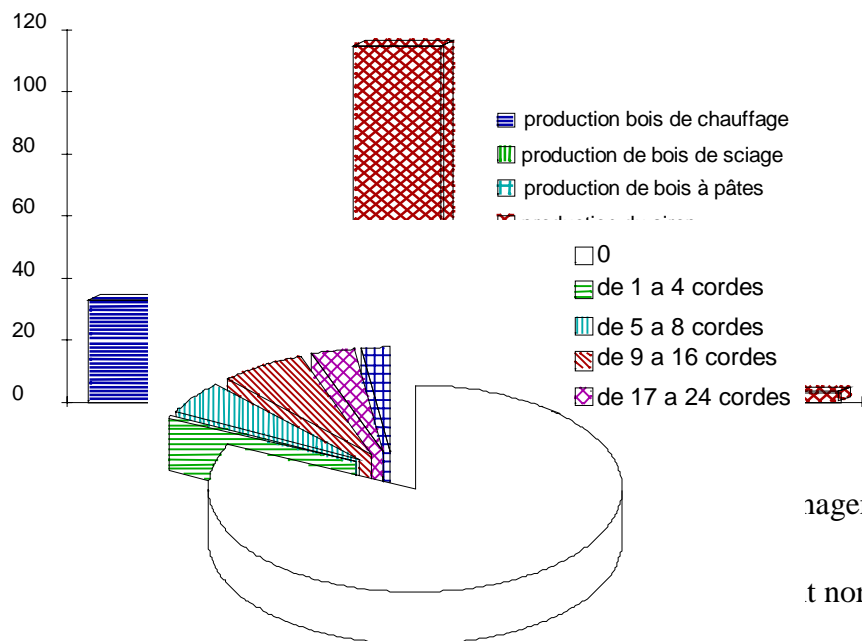 120
100
80
60
40
20
0
production bois de chauffage
production de bois de sciage
production de bois à pâtes
0
de 1 a 4 cordes
de 5 a 8 cordes
de 9 a 16 cordes
de 17 a 24 cordes